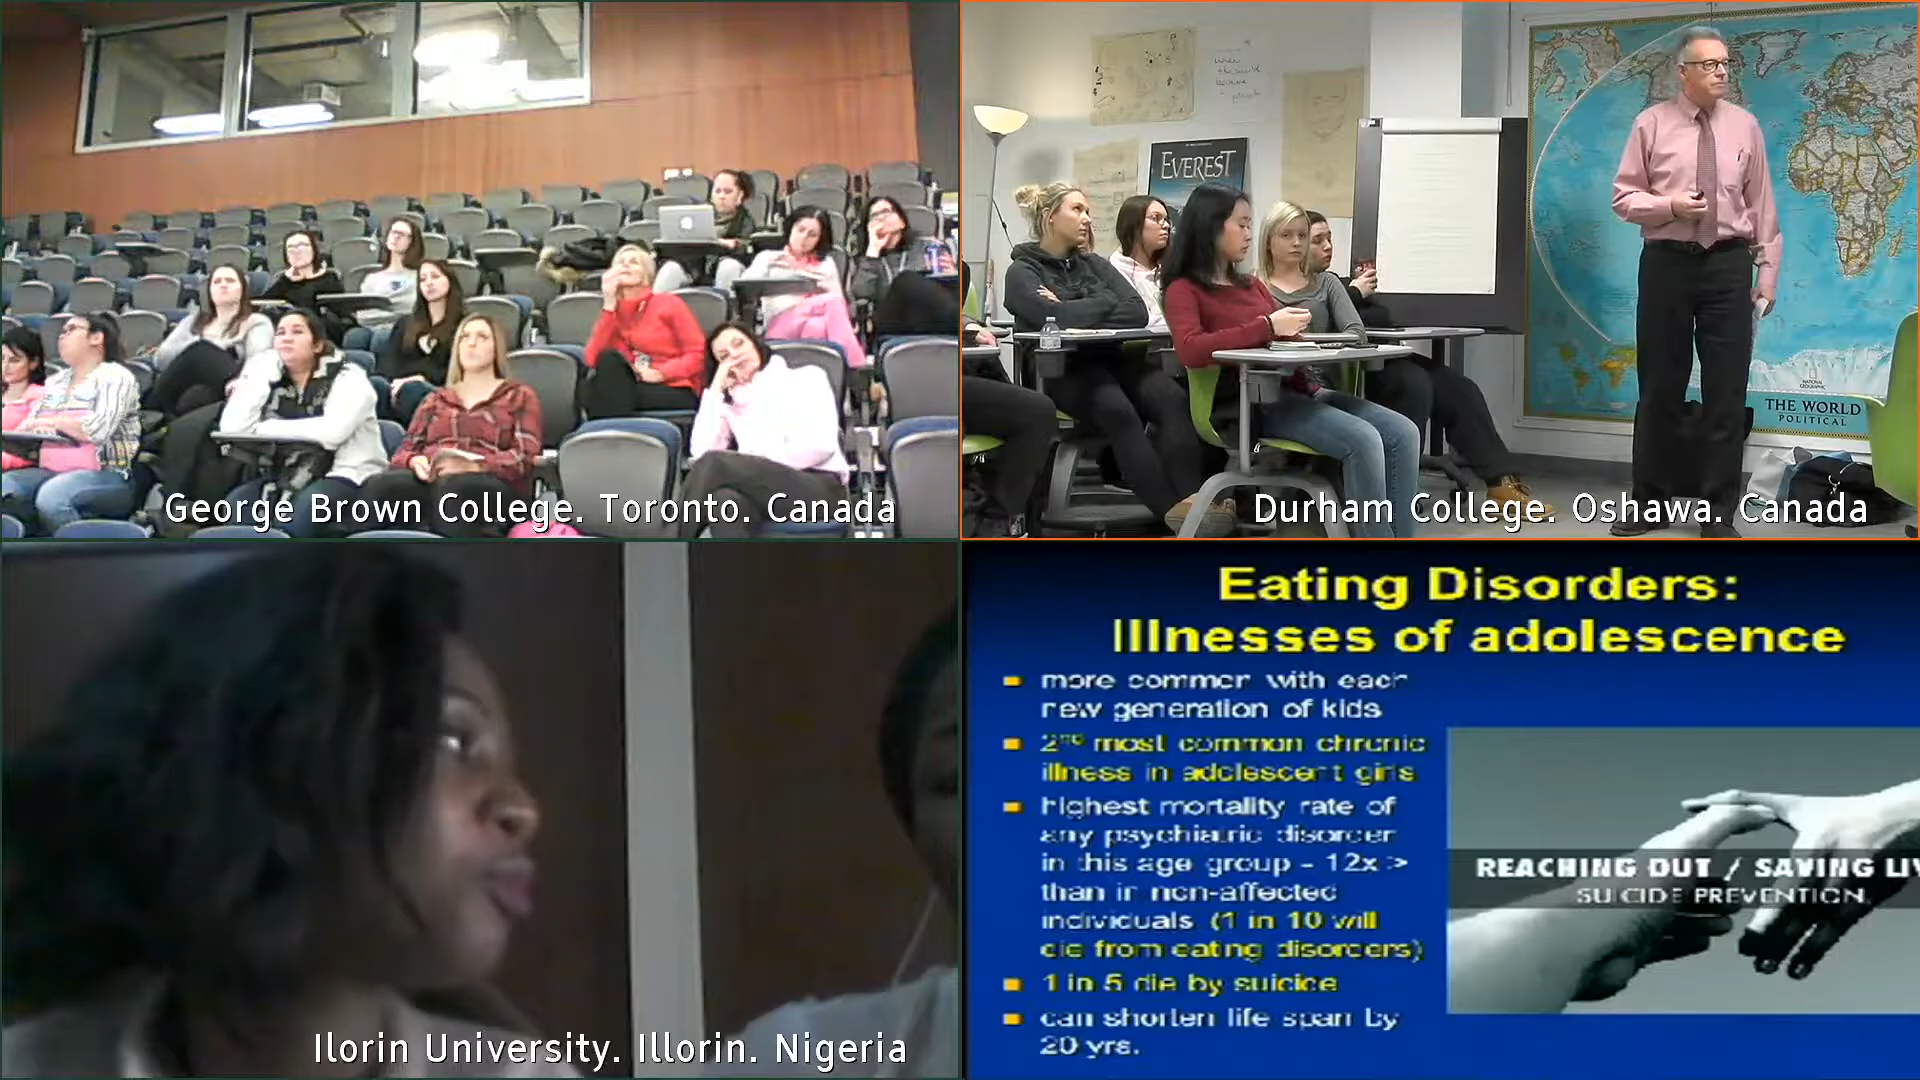 George Brown College. Toronto. Canada
EVEREST
THE WORLD
POLITICAL
NATIONAL
GEOGRAPHIC
Durham College. Oshawa. Canada
Ilorin University. Illorin. Nigeria
Eating Disorders:
Illnesses of adolescence
more common with each
new generation of kids
2nd most common chronic
illness in adolescent girls
highest mortality rate of
any psychiatric disorder
in this age group - 12x >
than in non-affected
individuals (1 in 10 will
die from eating disorders)
1 in 5 die by suicide
can shorten life span by
20 yrs.
REACHING OUT / SAVING LIV
SUICIDE PREVENTION